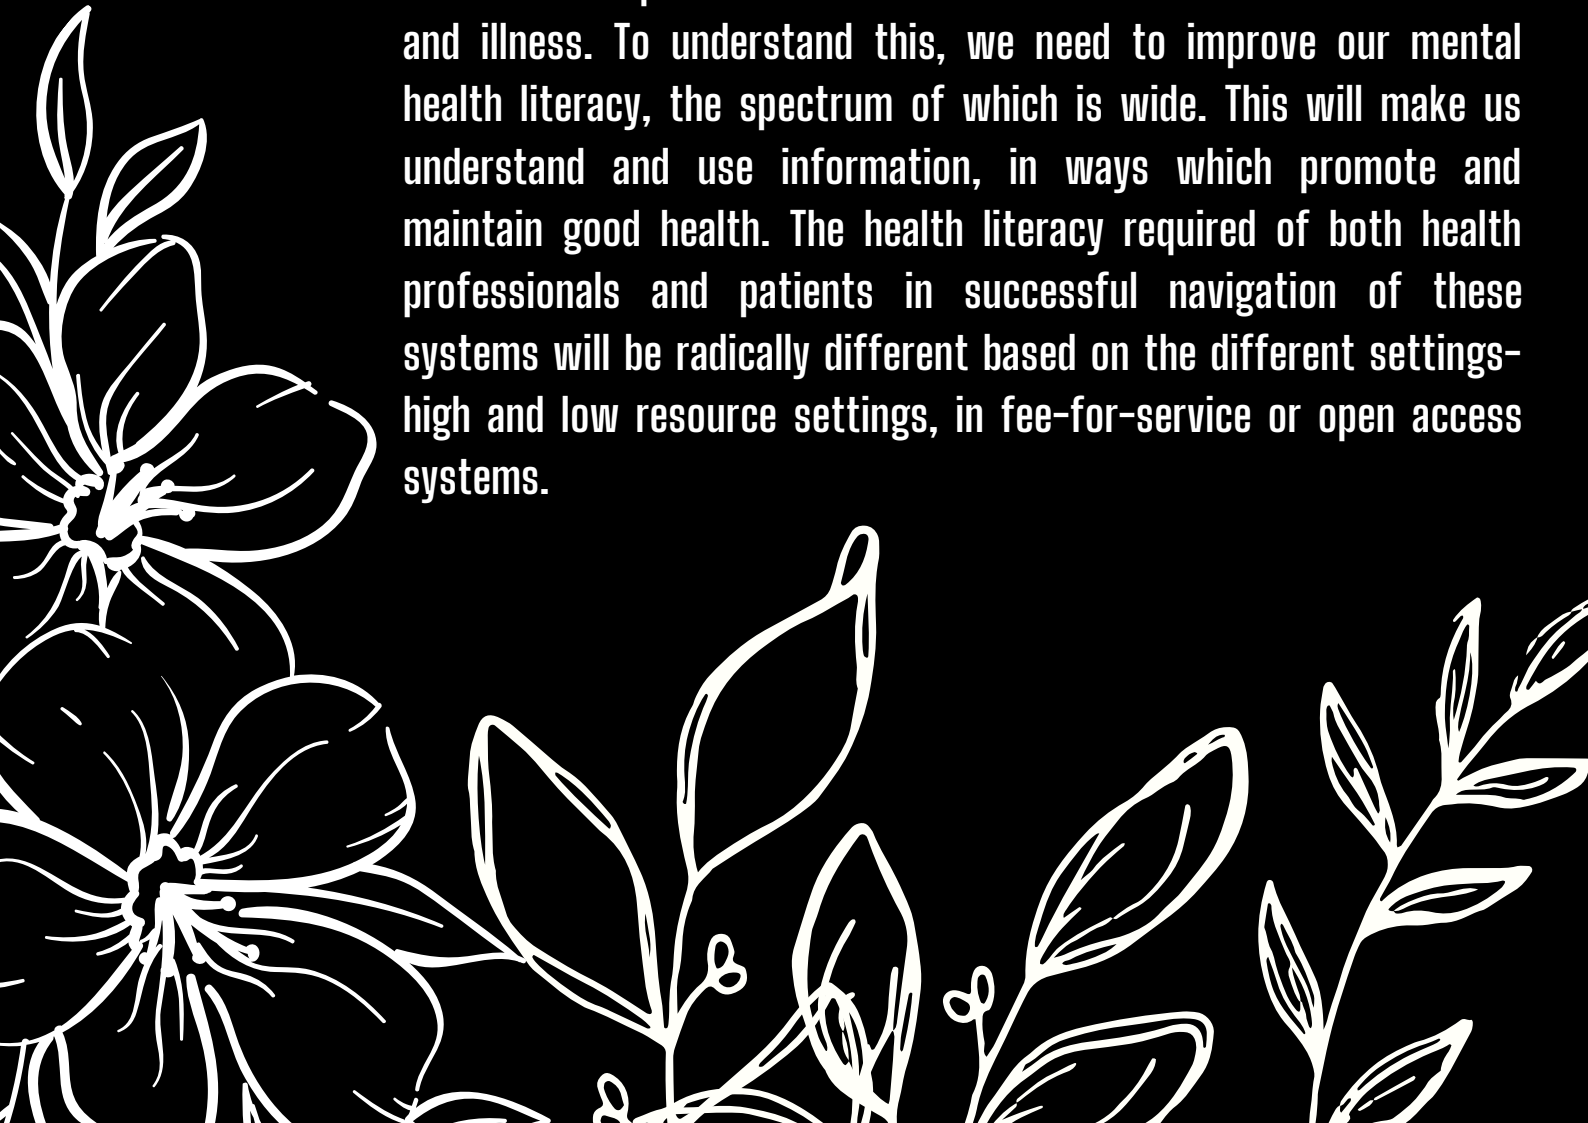 and illness. To understand this, we need to improve our mental
health literacy, the spectrum of which is wide. This will make us
understand and use information, in ways which promote and
maintain good health. The health literacy required of both health
professionals and patients in successful navigation of these
systems will be radically different based on the different settings-
high and low resource settings, in fee-for-service or open access
systems.